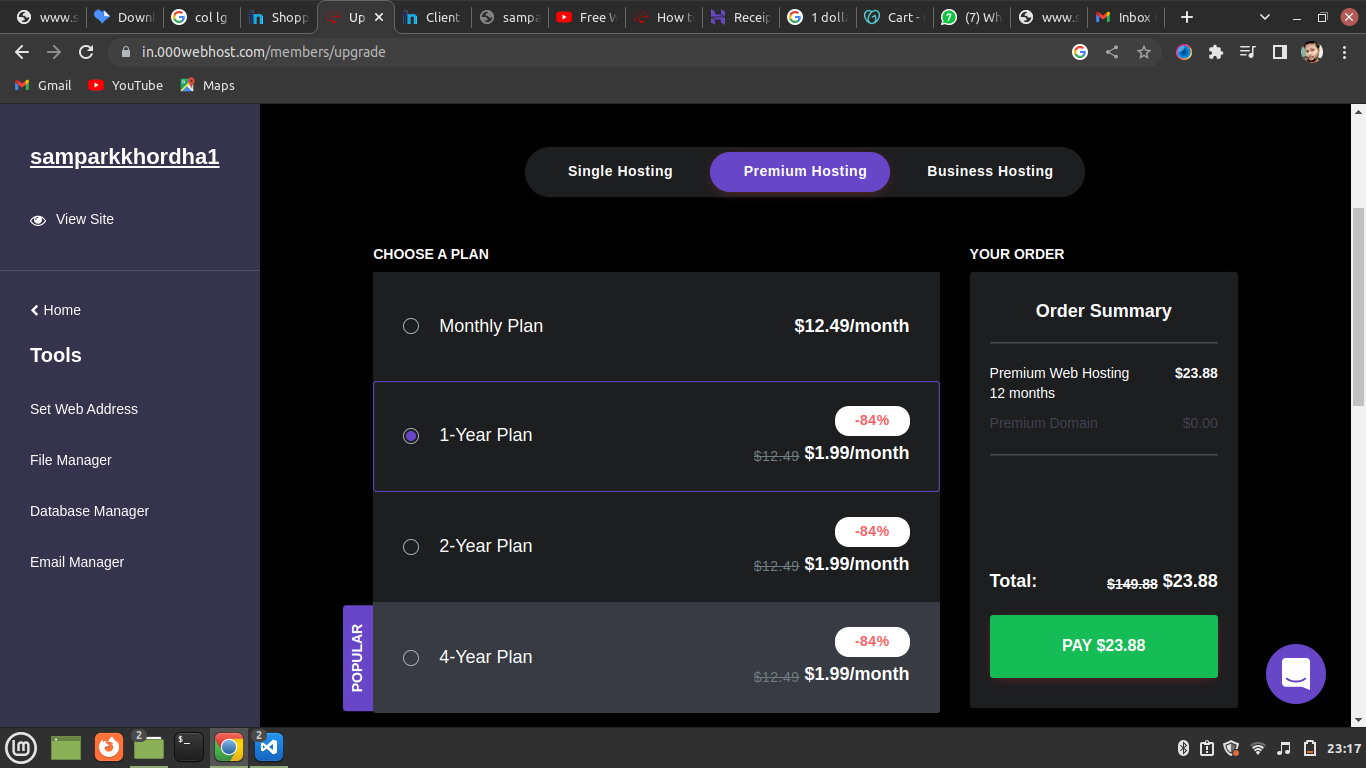 www.s
Downl
col lg
Shopp
Up
Client
sampa
Free W
How t
Receip
1 dolla
Cart -
(7) Wh
www.s
Inbox
in.000webhost.com/members/upgrade
Gmail
YouTube
Maps
samparkkhordha1
View Site
Home
Tools
Set Web Address
File Manager
Database Manager
Email Manager
Single Hosting
Premium Hosting
Business Hosting
CHOOSE A PLAN
Monthly Plan
$12.49/month
1-Year Plan
-84%
$12.49 $1.99/month
2-Year Plan
-84%
$12.49 $1.99/month
POPULAR
4-Year Plan
-84%
$12.49 $1.99/month
YOUR ORDER
Order Summary
Premium Web Hosting $23.88
12 months
Premium Domain $0.00
Total: $149.88 $23.88
PAY $23.88
2
2
23:17